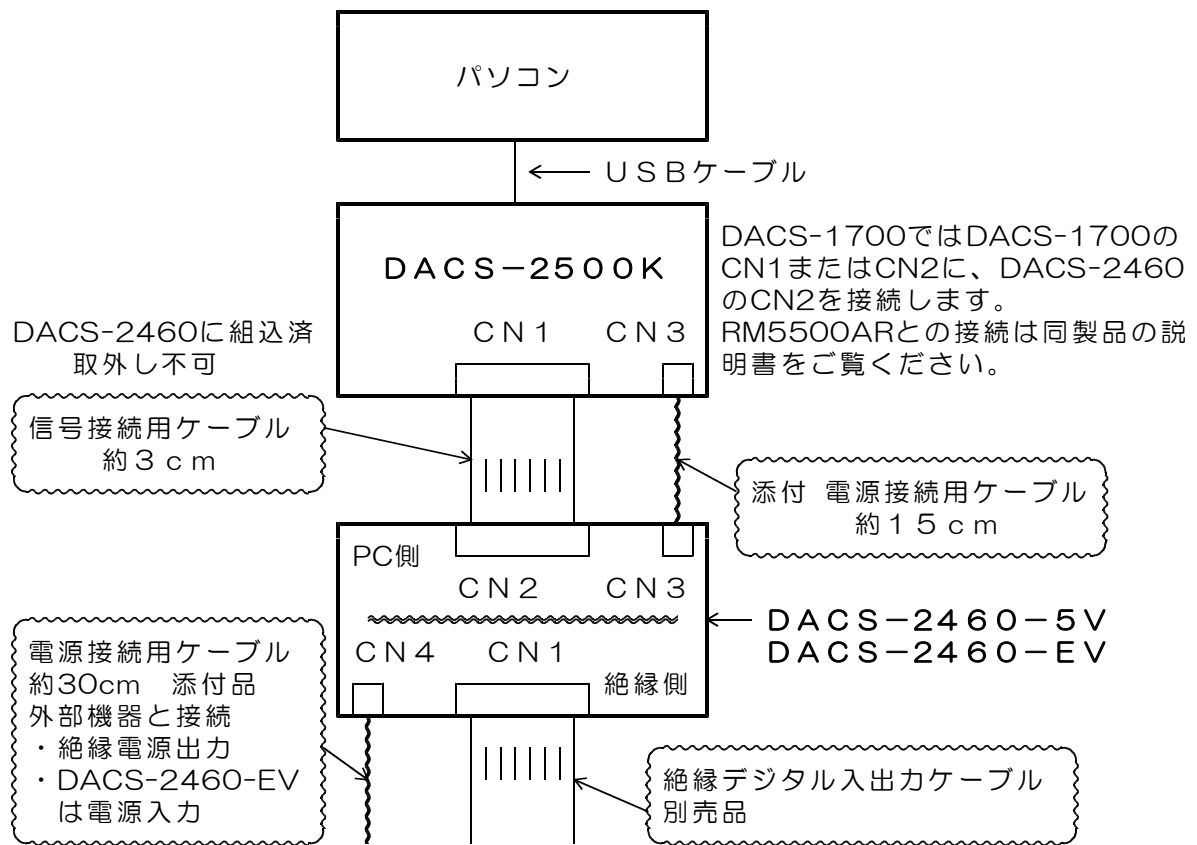 パソコン
USBケーブル
DACS-2500K
CN1 CN3
DACS-1700ではDACS-1700の
CN1またはCN2に、DACS-2460
のCN2を接続します。
RM5500ARとの接続は同製品の説
明書をご覧ください。
DACS-2460に組込済
取外し不可
信号接続用ケーブル
約3cm
添付 電源接続用ケーブル
約15cm
PC側
CN2 CN3
CN4 CN1
絶縁側
DACS-2460-5V
DACS-2460-EV
電源接続用ケーブル
約30cm 添付品
外部機器と接続
・絶縁電源出力
・DACS-2460-EV
は電源入力
絶縁デジタル入出力ケーブル
別売品